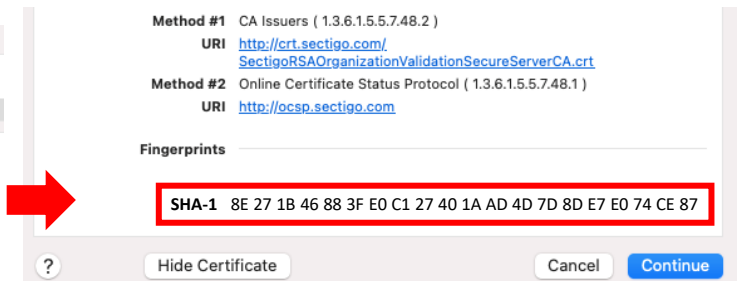 Method #1 CA Issuers ( 1.3.6.1.5.5.7.48.2 )
URI http://crt.sectigo.com/
SectigoRSAOrganizationValidationSecureServerCA.crt
Method #2 Online Certificate Status Protocol ( 1.3.6.1.5.5.7.48.1 )
URI http://ocsp.sectigo.com
Fingerprints
SHA-1 8E 27 1B 46 88 3F E0 C1 27 40 1A AD 4D 7D 8D E7 E0 74 CE 87
? Hide Certificate Cancel Continue